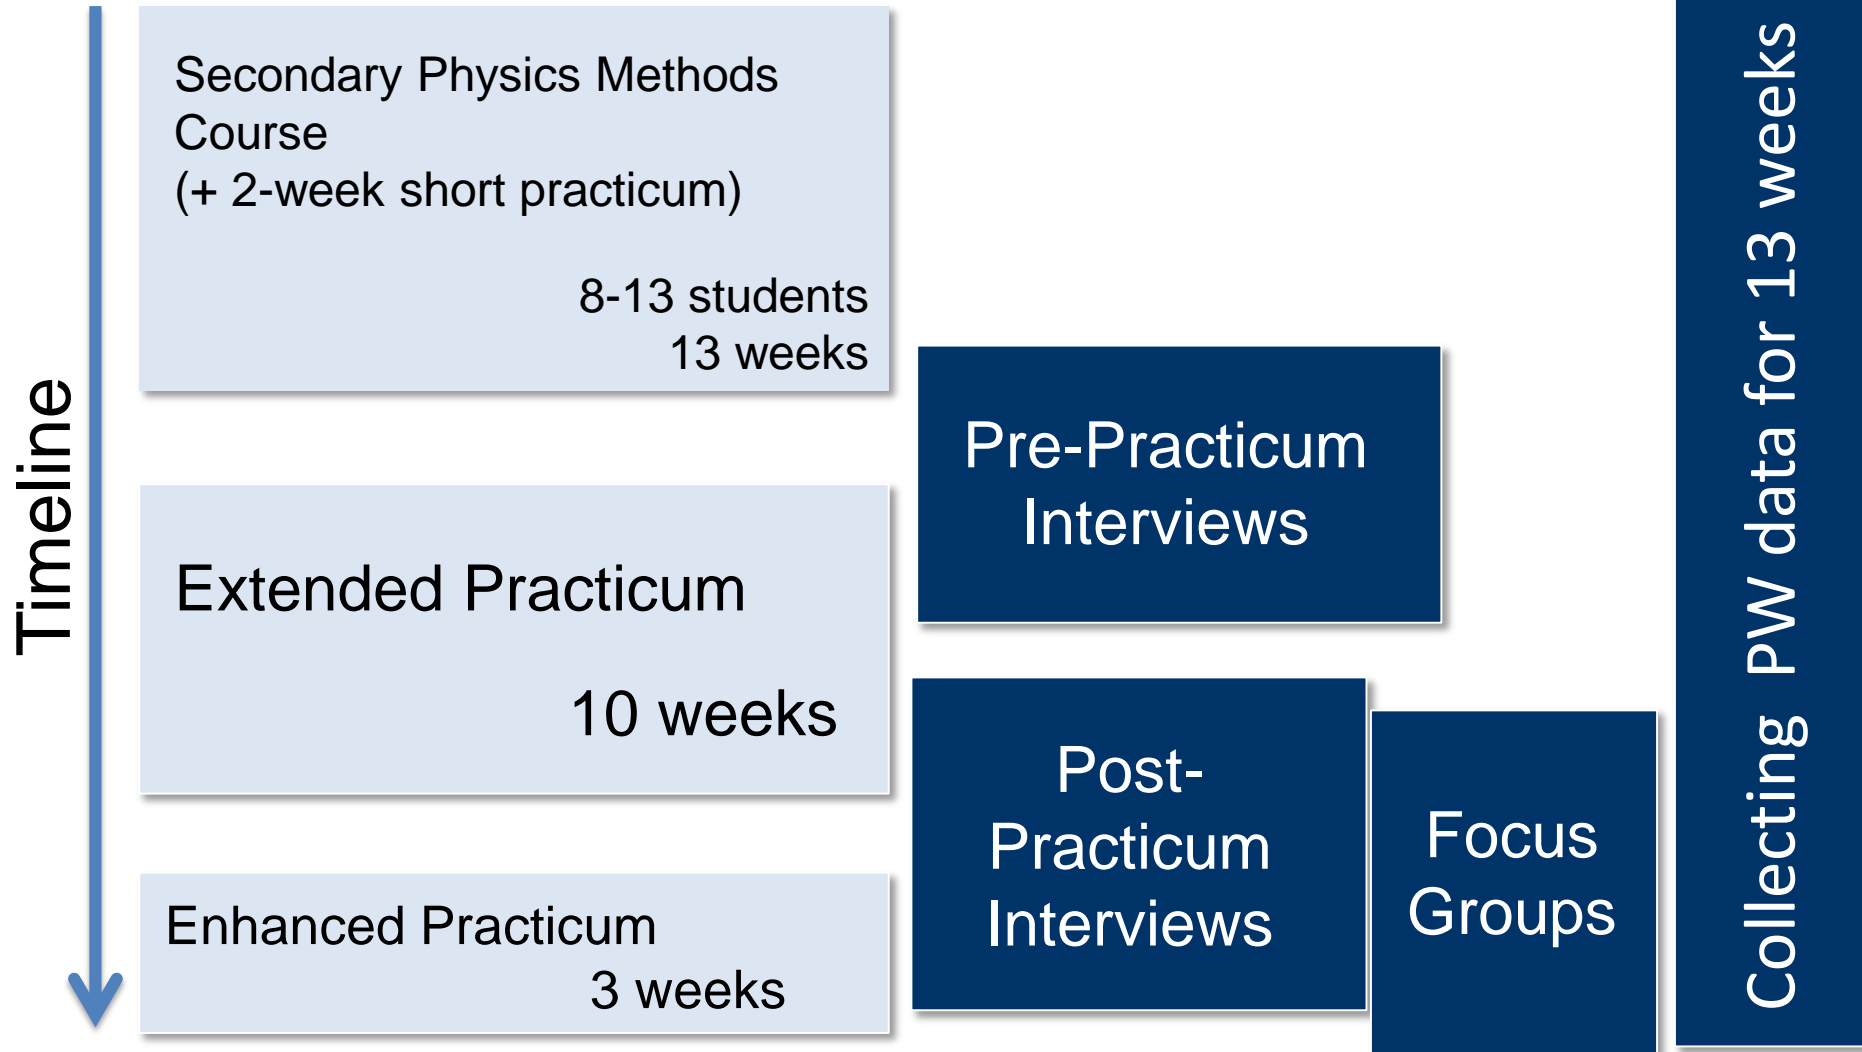 Timeline
Secondary Physics Methods
Course
(+ 2-week short practicum)
8-13 students
13 weeks
Extended Practicum
10 weeks
Enhanced Practicum
3 weeks
Pre-Practicum
Interviews
Post-
Practicum
Interviews
Focus
Groups
Collecting PW data for 13 weeks